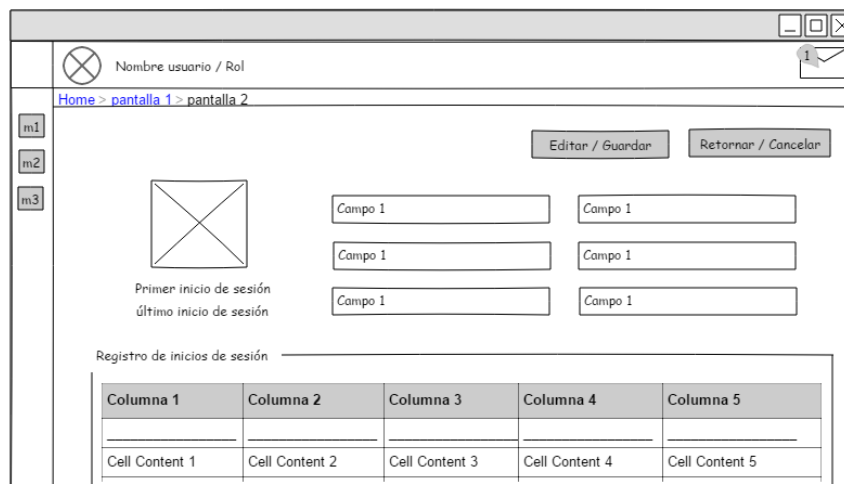 1
Nombre usuario / Rol
Home > pantalla 1 > pantalla 2
m1
m2
m3
Editar / Guardar
Retornar / Cancelar
Campo 1
Campo 1
Campo 1
Campo 1
Campo 1
Campo 1
Primer inicio de sesión
último inicio de sesión
Registro de inicios de sesión
Columna 1 Columna 2 Columna 3 Columna 4 Columna 5
Cell Content 1 Cell Content 2 Cell Content 3 Cell Content 4 Cell Content 5